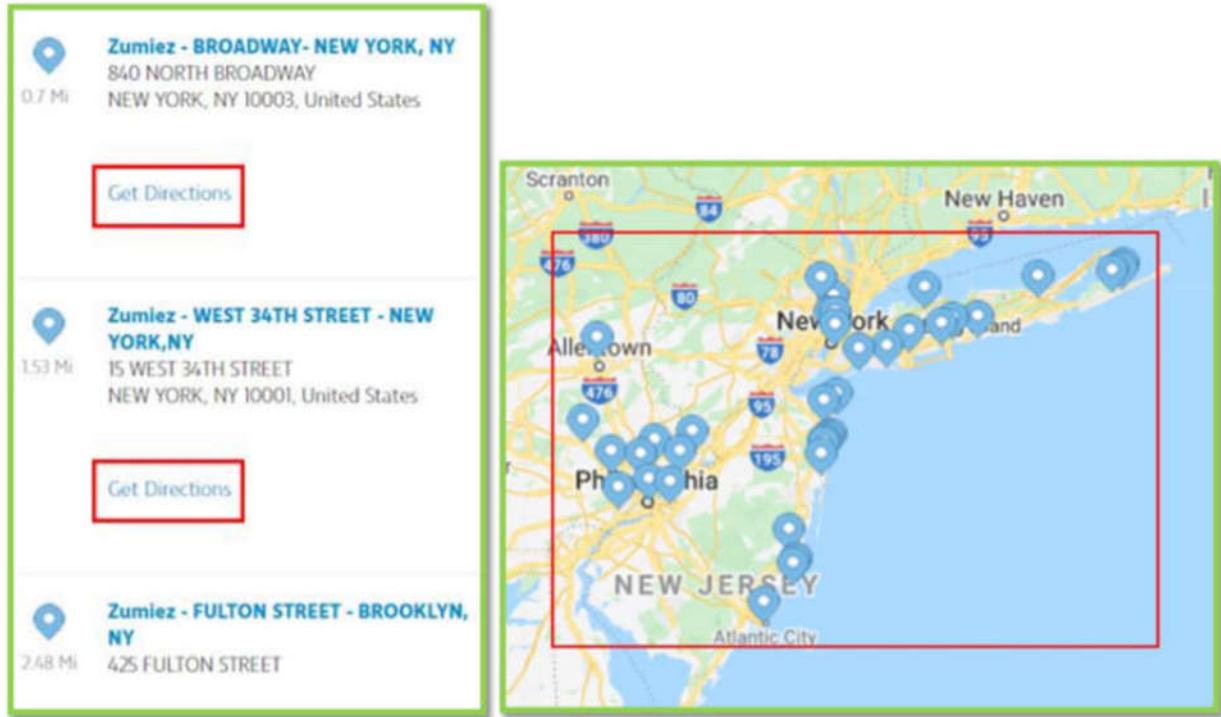 Zumiez - BROADWAY- NEW YORK, NY
840 NORTH BROADWAY
0.7 Mi
NEW YORK, NY 10003, United States
Get Directions
Zumiez - WEST 34TH STREET - NEW
YORK,NY
1.53 Mi
15 WEST 34TH STREET
NEW YORK, NY 10001, United States
Get Directions
Zumiez - FULTON STREET - BROOKLYN,
NY
2.48 Mi
425 FULTON STREET
Scranton
84
New Haven
380
95
476
80
New York
Allentown
78
476
95
195
NEW JERSEY
Atlantic City